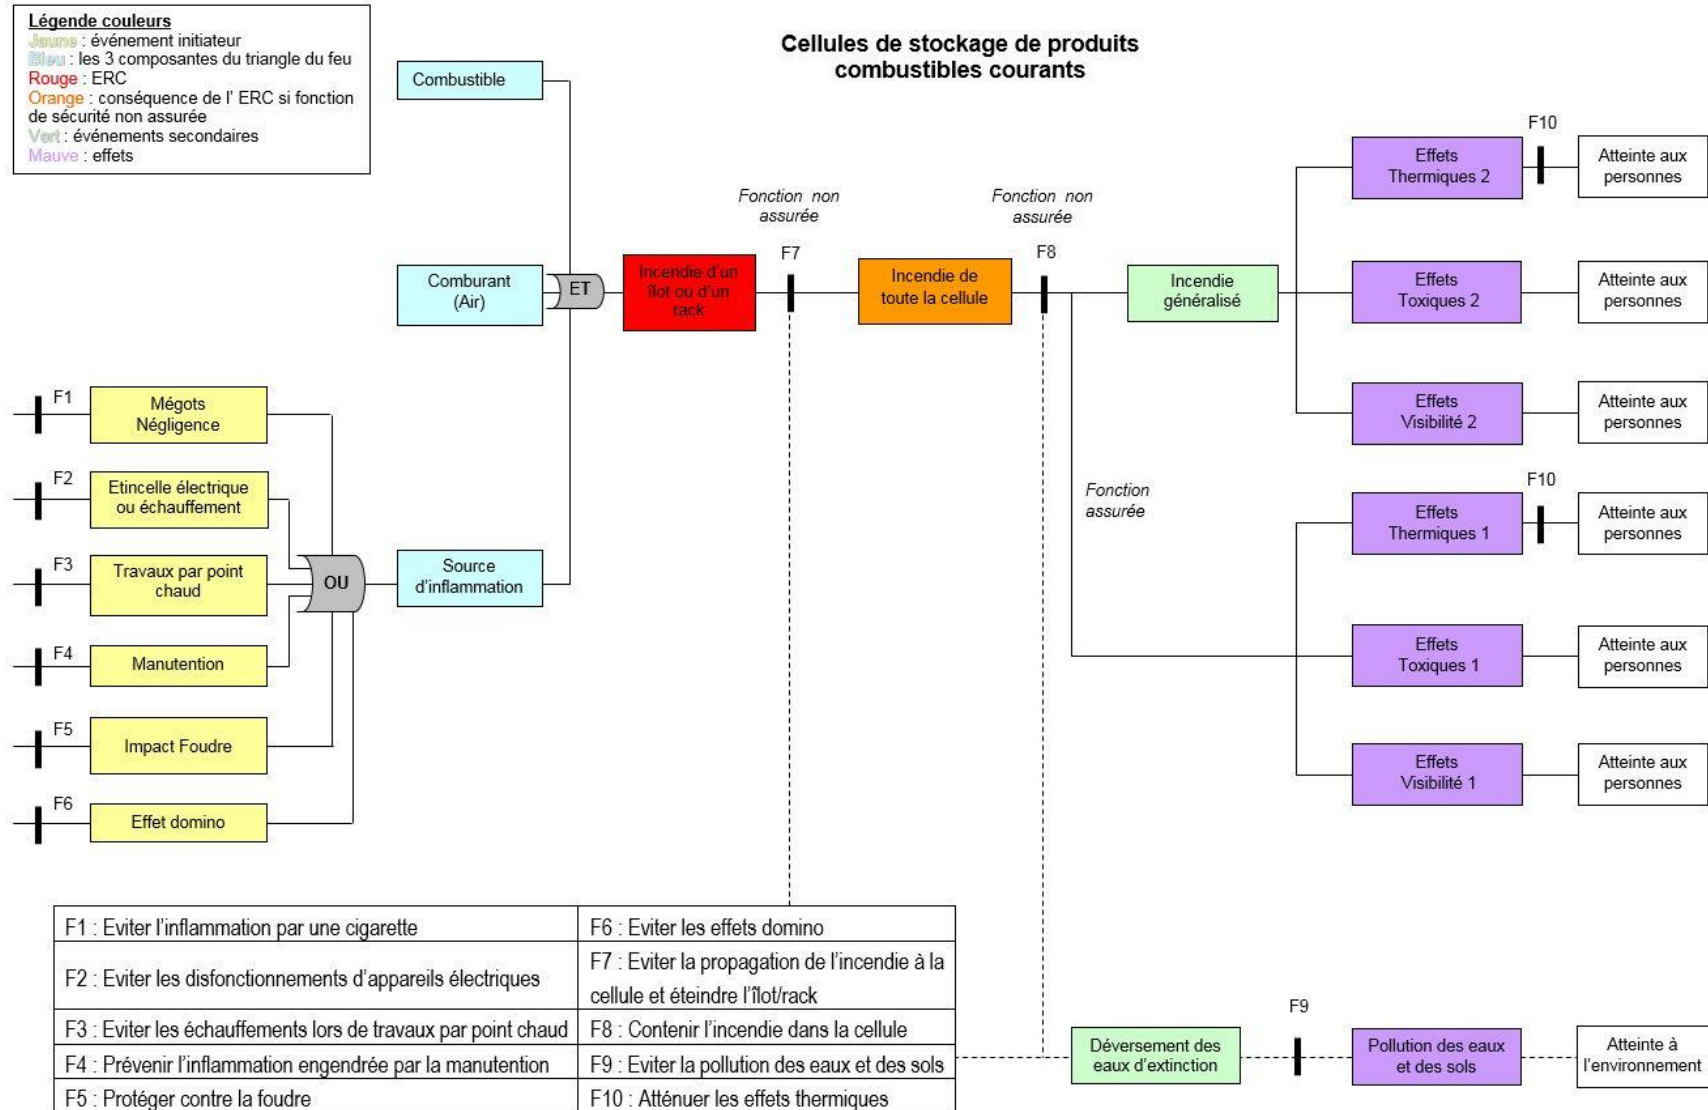 Légende couleurs
Jaune : événement initiateur
Bleu : les 3 composantes du triangle du feu
Rouge : ERC
Orange : conséquence de l' ERC si fonction
de sécurité non assurée
Vert : événements secondaires
Mauve : effets
Cellules de stockage de produits
combustibles courants
Combustible
Comburant
(Air)
ET
Incendie d'un
îlot ou d'un
rack
Fonction non
assurée
F7
Incendie de
toute la cellule
Fonction non
assurée
F8
Incendie
généralisé
Effets
Thermiques 2
F10
Atteinte aux
personnes
Effets
Toxiques 2
Atteinte aux
personnes
Effets
Visibilité 2
Atteinte aux
personnes
Fonction
assurée
Effets
Thermiques 1
F10
Atteinte aux
personnes
Effets
Toxiques 1
Atteinte aux
personnes
Effets
Visibilité 1
Atteinte aux
personnes
F1
Mégots
Négligence
F2
Etincelle électrique
ou échauffement
F3
Travaux par point
chaud
F4
Manutention
F5
Impact Foudre
F6
Effet domino
OU
Source
d'inflammation
F1 : Eviter l'inflammation par une cigarette
F6 : Eviter les effets domino
F2 : Eviter les disfonctionnements d'appareils électriques
F7 : Eviter la propagation de l'incendie à la
cellule et éteindre l'îlot/rack
F3 : Eviter les échauffements lors de travaux par point chaud
F8 : Contenir l'incendie dans la cellule
F4 : Prévenir l'inflammation engendrée par la manutention
F9 : Eviter la pollution des eaux et des sols
F5 : Protéger contre la foudre
F10 : Atténuer les effets thermiques
Déversement des
eaux d'extinction
F9
Pollution des eaux
et des sols
Atteinte à
l'environnement